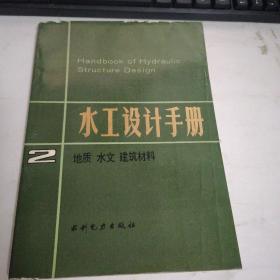 Handbook of Hydraulic
Structure Design
水工设计手册
2
地质 水文 建筑材料
水利电力出版社